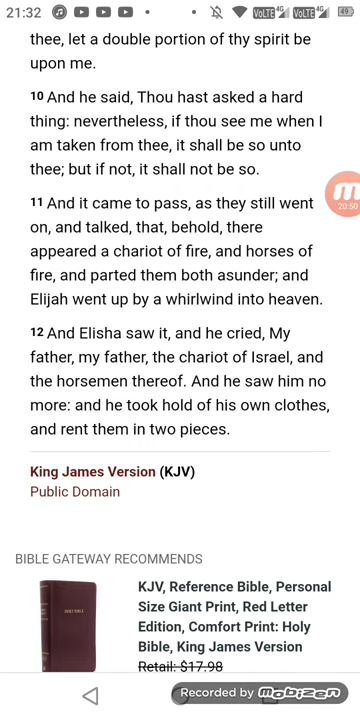 21:32
VoLTE 4G VoLTE 4G 49
thee, let a double portion of thy spirit be
upon me.
10 And he said, Thou hast asked a hard
thing: nevertheless, if thou see me when I
am taken from thee, it shall be so unto
thee; but if not, it shall not be so.
20:50
11 And it came to pass, as they still went
on, and talked, that, behold, there
appeared a chariot of fire, and horses of
fire, and parted them both asunder; and
Elijah went up by a whirlwind into heaven.
12 And Elisha saw it, and he cried, My
father, my father, the chariot of Israel, and
the horsemen thereof. And he saw him no
more: and he took hold of his own clothes,
and rent them in two pieces.
King James Version (KJV)
Public Domain
BIBLE GATEWAY RECOMMENDS
HOLY BIBLE
KJV, Reference Bible, Personal
Size Giant Print, Red Letter
Edition, Comfort Print: Holy
Bible, King James Version
Retail: $17.98
Recorded by mobizen